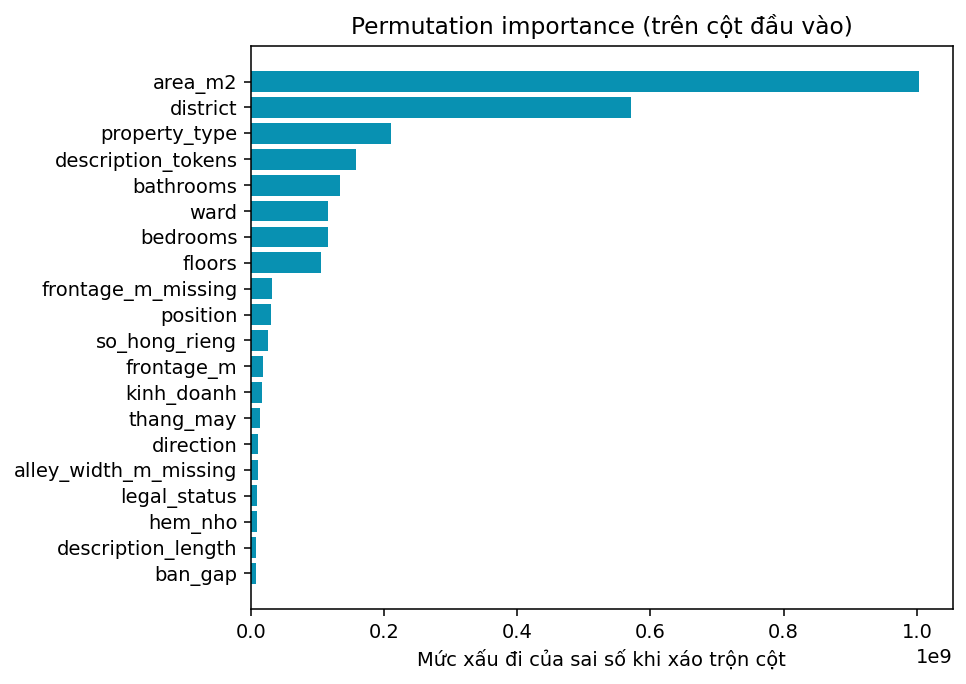 Permutation importance (trên cột đầu vào)
area_m2
district
property_type
description_tokens
bathrooms
ward
bedrooms
floors
frontage_m_missing
position
so_hong_rieng
frontage_m
kinh_doanh
thang_may
direction
alley_width_m_missing
legal_status
hem_nho
description_length
ban_gap
0.0 0.2 0.4 0.6 0.8 1.0
1e9
Mức xấu đi của sai số khi xáo trộn cột